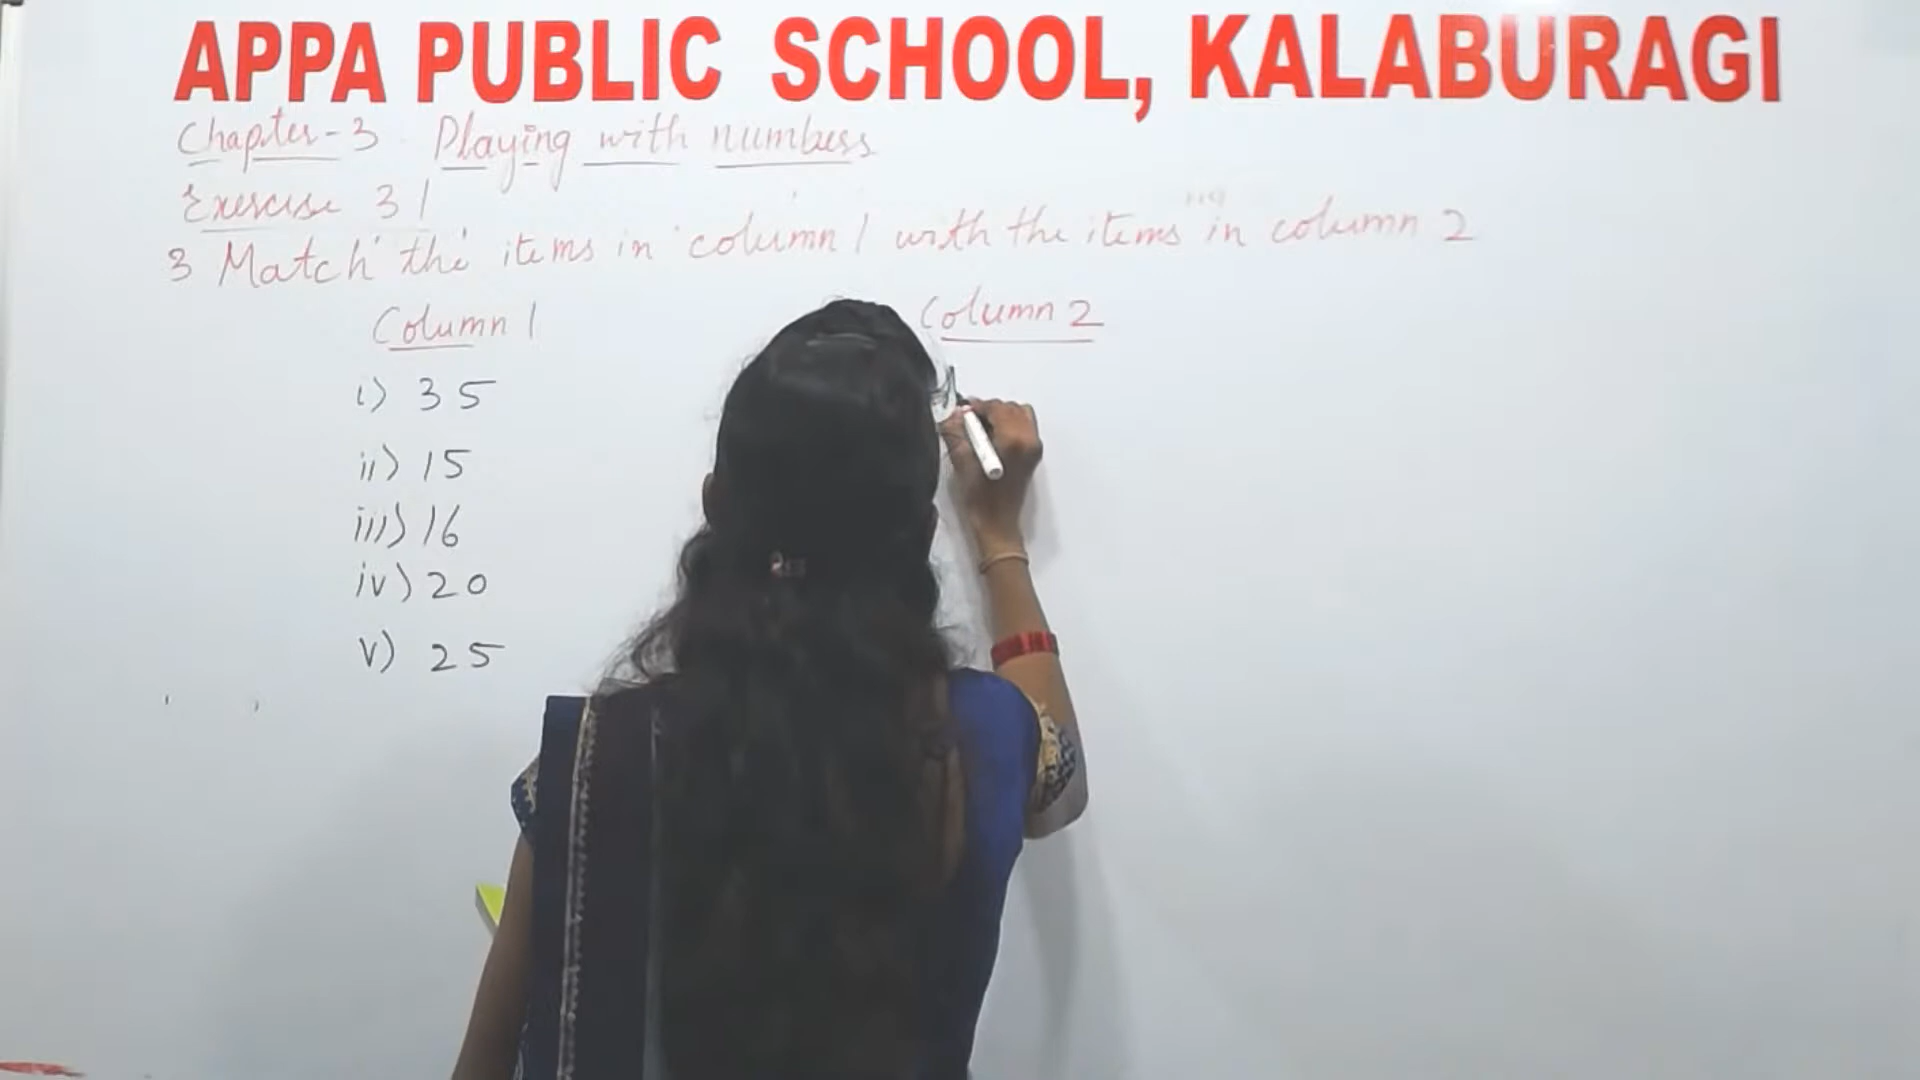 APPA PUBLIC SCHOOL, KALABURAGI
Chapter-3 Playing with numbers
Exercise 3.1
3 Match the items in column 1 with the items in column 2
Column 1 Column 2
i) 35
ii) 15
iii) 16
iv) 20
v) 25